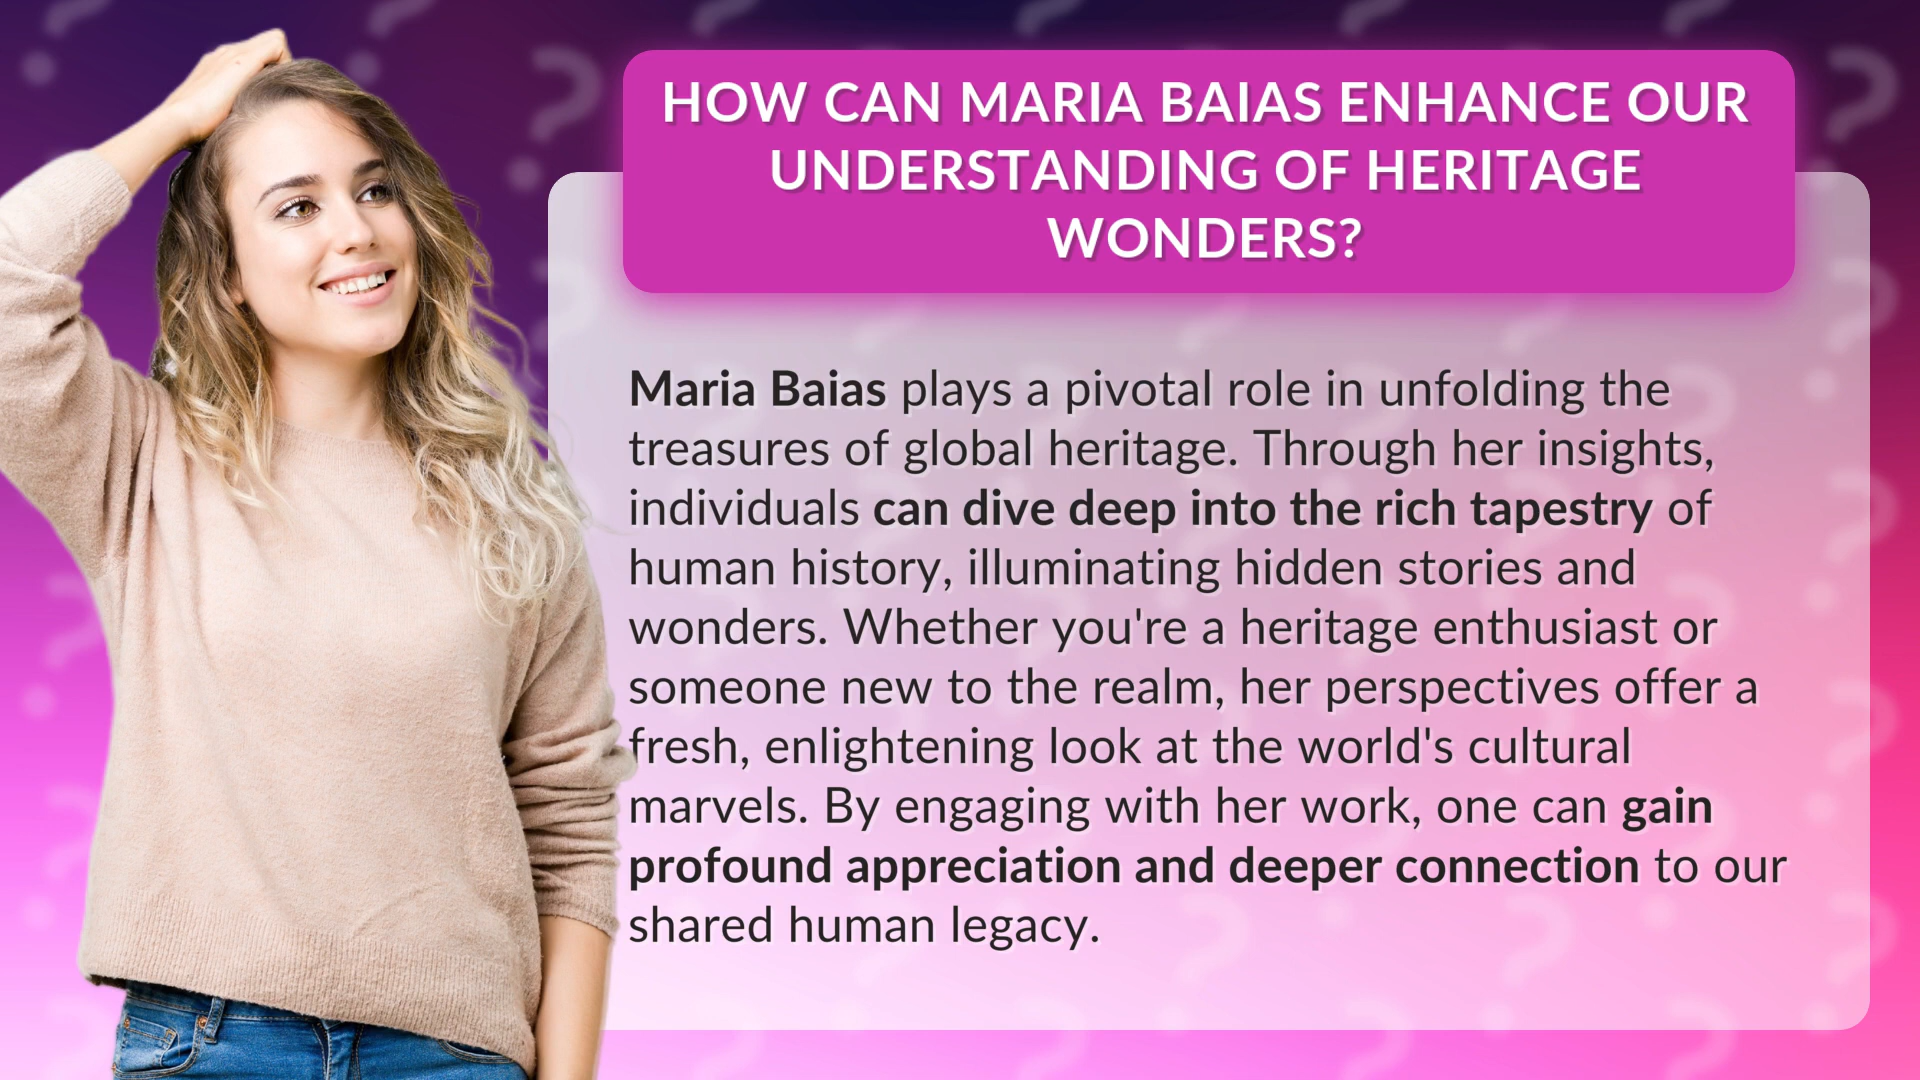 HOW CAN MARIA BAIAS ENHANCE OUR
UNDERSTANDING OF HERITAGE
WONDERS?
Maria Baias plays a pivotal role in unfolding the
treasures of global heritage. Through her insights,
individuals can dive deep into the rich tapestry of
human history, illuminating hidden stories and
wonders. Whether you're a heritage enthusiast or
someone new to the realm, her perspectives offer a
fresh, enlightening look at the world's cultural
marvels. By engaging with her work, one can gain
profound appreciation and deeper connection to our
shared human legacy.